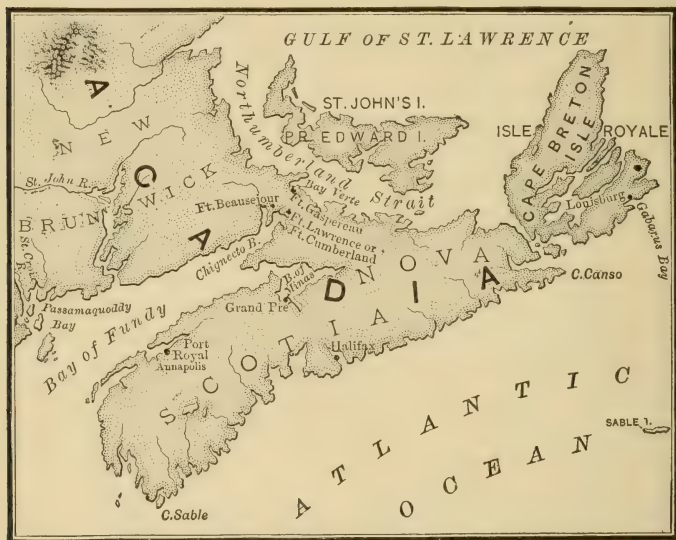 GULF OF ST. LAWRENCE
ACADIA
NEW
BRUNSWICK
Northumberland
Strait
ST. JOHN'S I.
PR. EDWARD I.
ISLE ROYALE
CAPE BRETON
ISLE
Louisburg
Gabarus Bay
St. John R.
St. Croix R.
Bay Verte
Ft. Beausejour
Ft. Gaspereau
Ft. Lawrence or
Ft. Cumberland
Chignecto B.
NOVA
SCOTIA
C. Canso
B. of
Minas
Grand Pré
Passamaquoddy
Bay
Bay of Fundy
Port
Royal
Annapolis
Halifax
ATLANTIC
OCEAN
SABLE I.
C. Sable